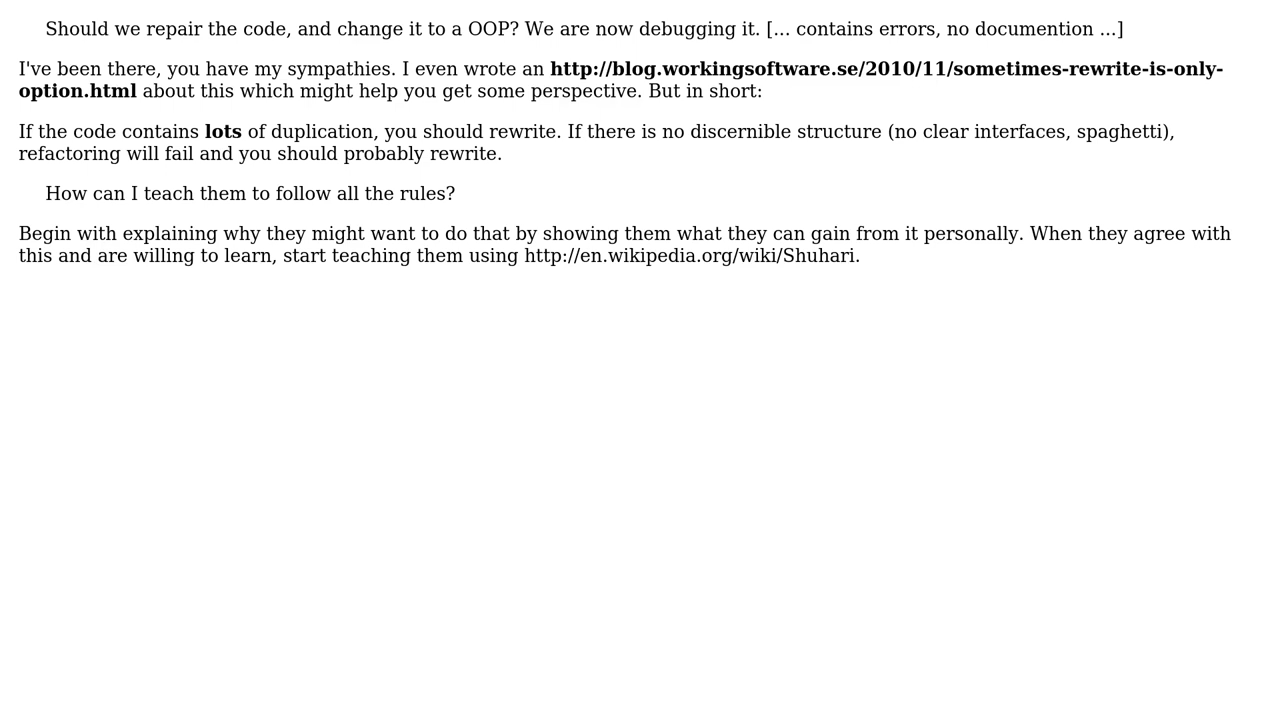 Should we repair the code, and change it to a OOP? We are now debugging it. [... contains errors, no documention ...]
I've been there, you have my sympathies. I even wrote an http://blog.workingsoftware.se/2010/11/sometimes-rewrite-is-only-
option.html about this which might help you get some perspective. But in short:
If the code contains lots of duplication, you should rewrite. If there is no discernible structure (no clear interfaces, spaghetti),
refactoring will fail and you should probably rewrite.
How can I teach them to follow all the rules?
Begin with explaining why they might want to do that by showing them what they can gain from it personally. When they agree with
this and are willing to learn, start teaching them using http://en.wikipedia.org/wiki/Shuhari.